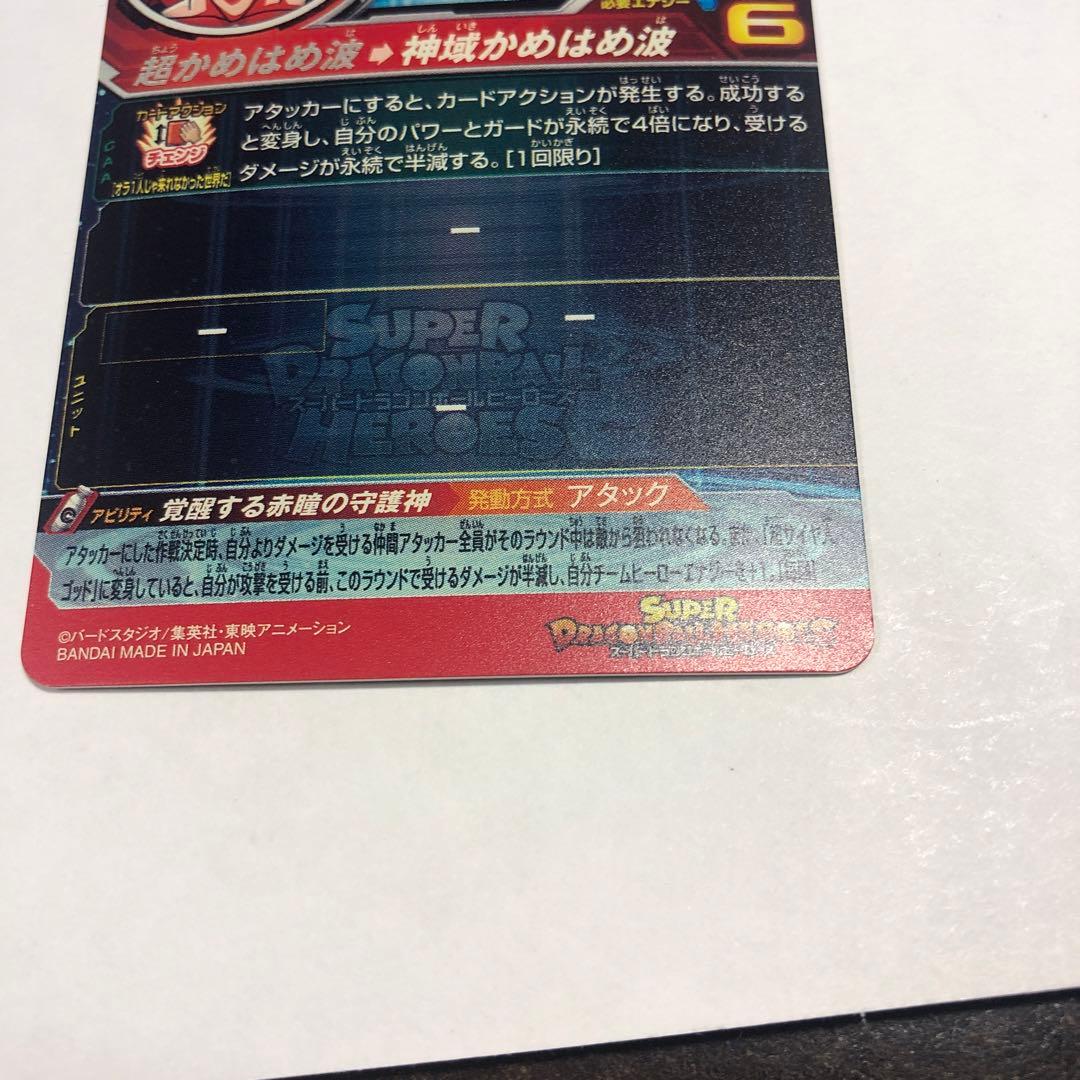 必要エナジー
6
超かめはめ波➡神域かめはめ波
カードアクション
チェンジ
[オラ1人じゃ来れなかった世界だ]
CAA
アタッカーにすると、カードアクションが発生する。成功する
と変身し、自分のパワーとガードが永続で4倍になり、受ける
ダメージが永続で半減する。[1回限り]
ー
ー
ー
ー
ユニット
SUPER
DRAGONBALL
スーパードラゴンボールヒーローズ
HEROES
アビリティ 覚醒する赤瞳の守護神 発動方式 アタック
アタッカーにした作戦決定時、自分よりダメージを受ける仲間アタッカー全員がそのラウンド中は敵から狙われなくなる。「超サイヤ人
ゴッド」に変身していると、自分が攻撃を受ける前、このラウンドで受けるダメージが半減し、自分チームヒーローエナジーを+1。[毎回]
©バードスタジオ/集英社・東映アニメーション
BANDAI MADE IN JAPAN
SUPER
DRAGONBALL HEROES
スーパードラゴンボールヒーローズ